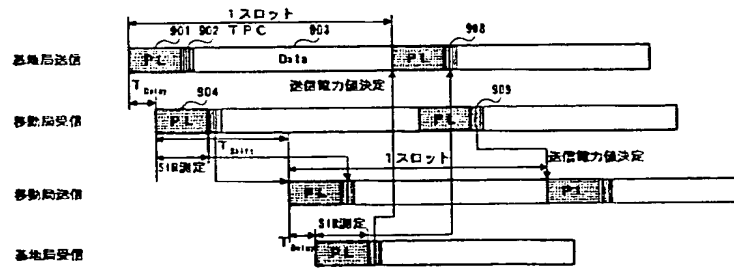 1スロット
901 902 TPC 903 908
基地局送信 PL Data PL
TDelay 904 送信電力値決定 909
移動局受信 PL PL
TShift
SIR測定 1スロット 送信電力値決定
移動局送信 PL PL
TDelay SIR測定
基地局受信 PL